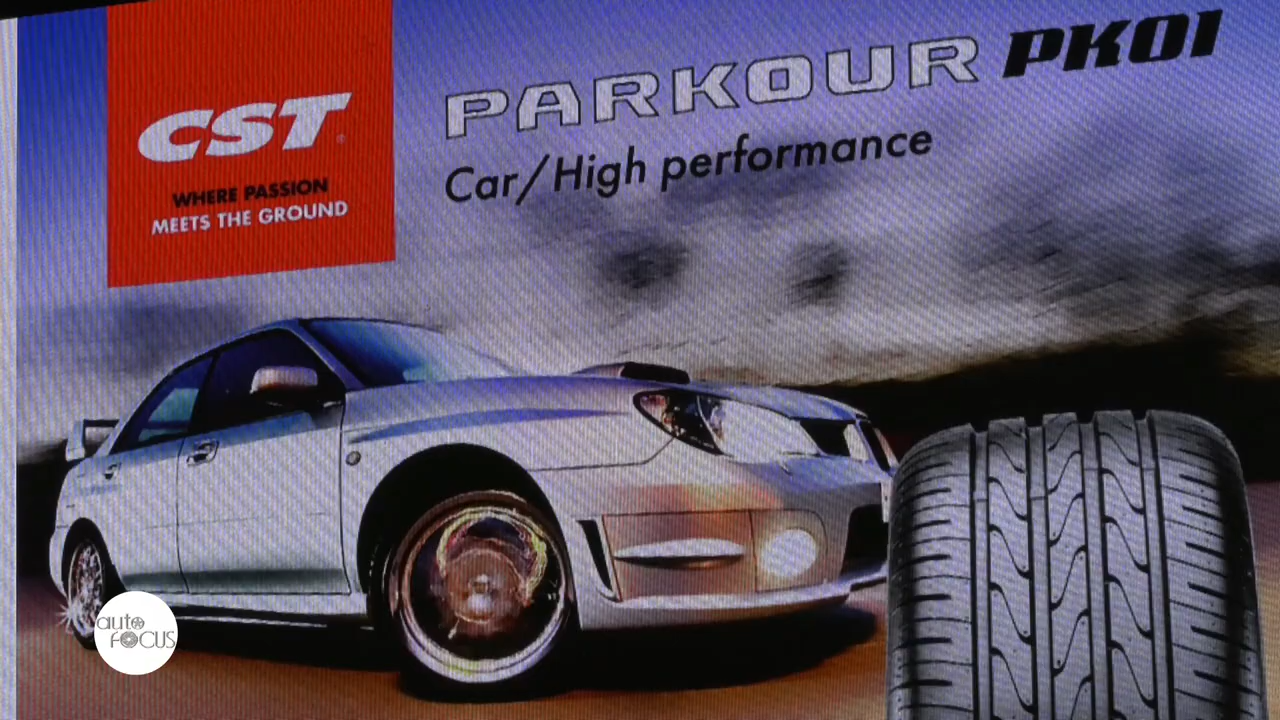 CST
WHERE PASSION
MEETS THE GROUND
PARKOUR PK01
Car/High performance
auto
FOCUS